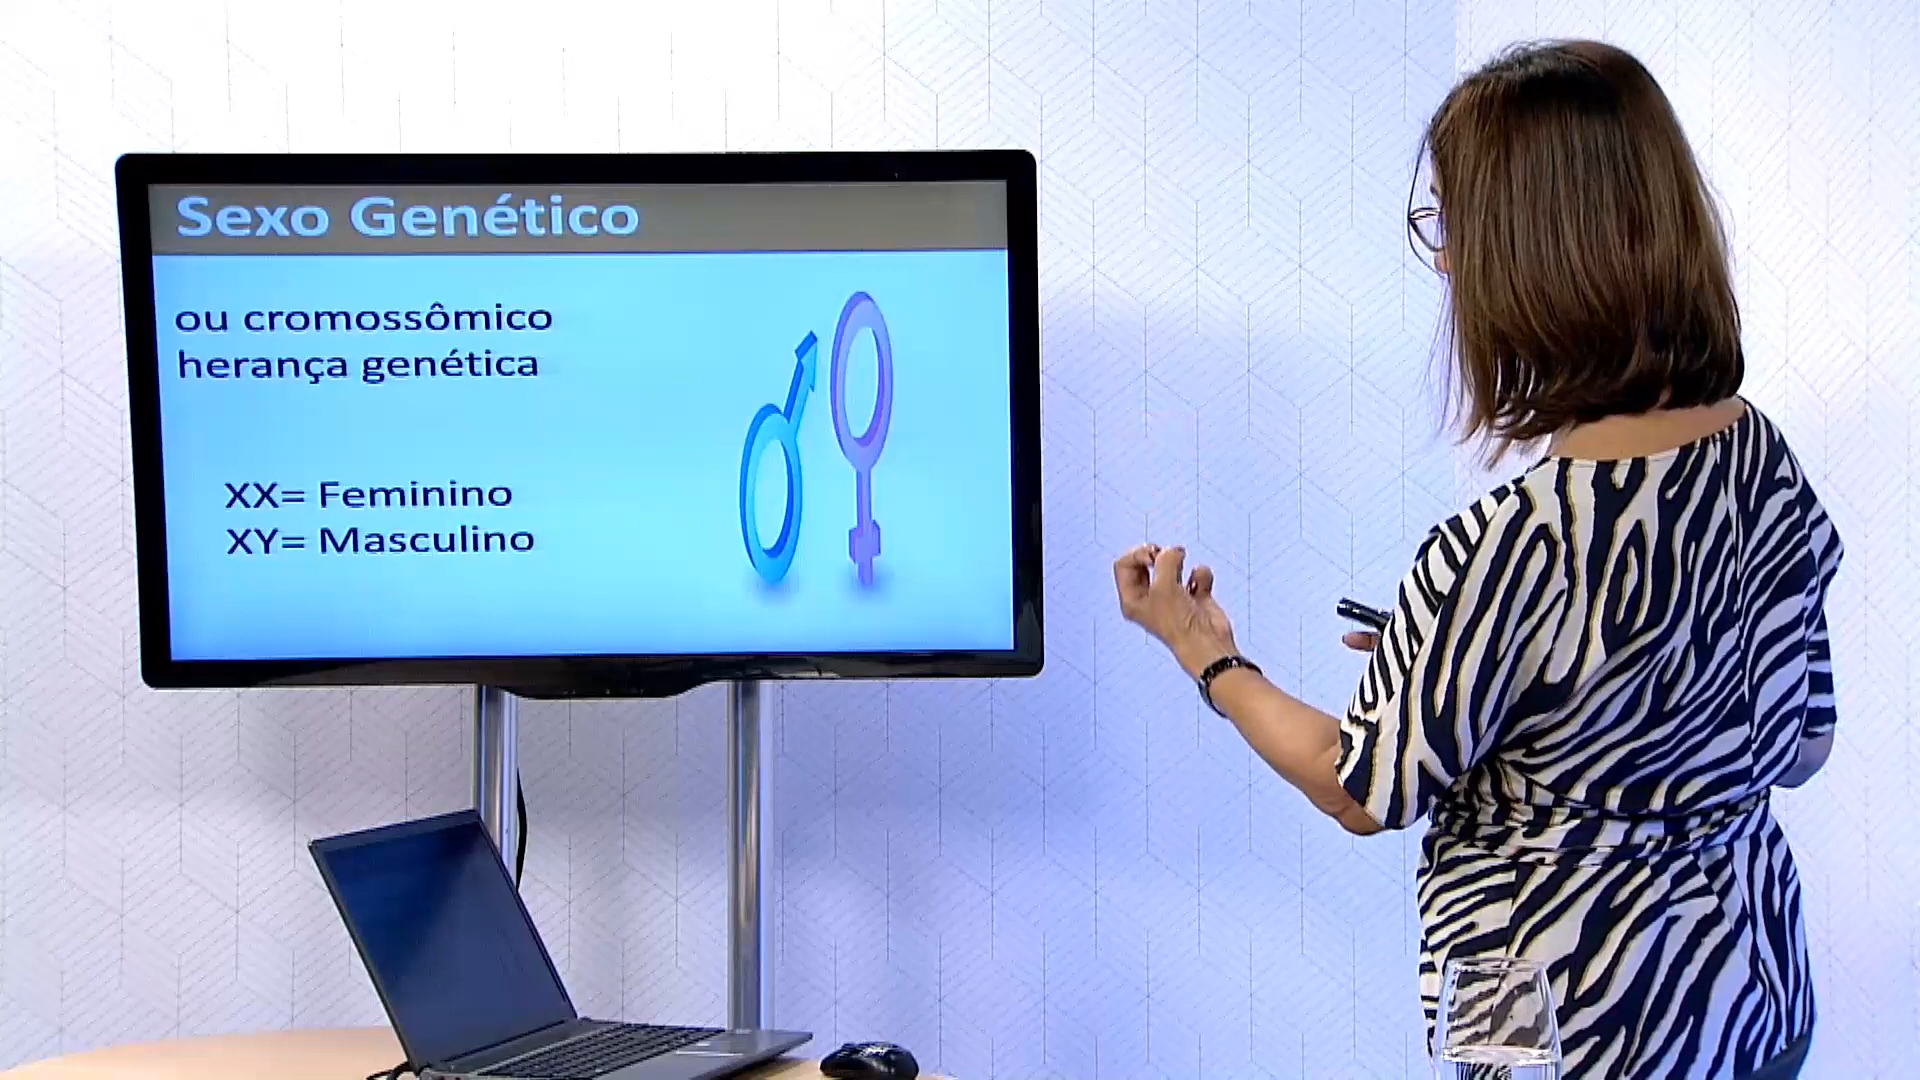 Sexo Genético
ou cromossômico
herança genética
XX= Feminino
XY= Masculino